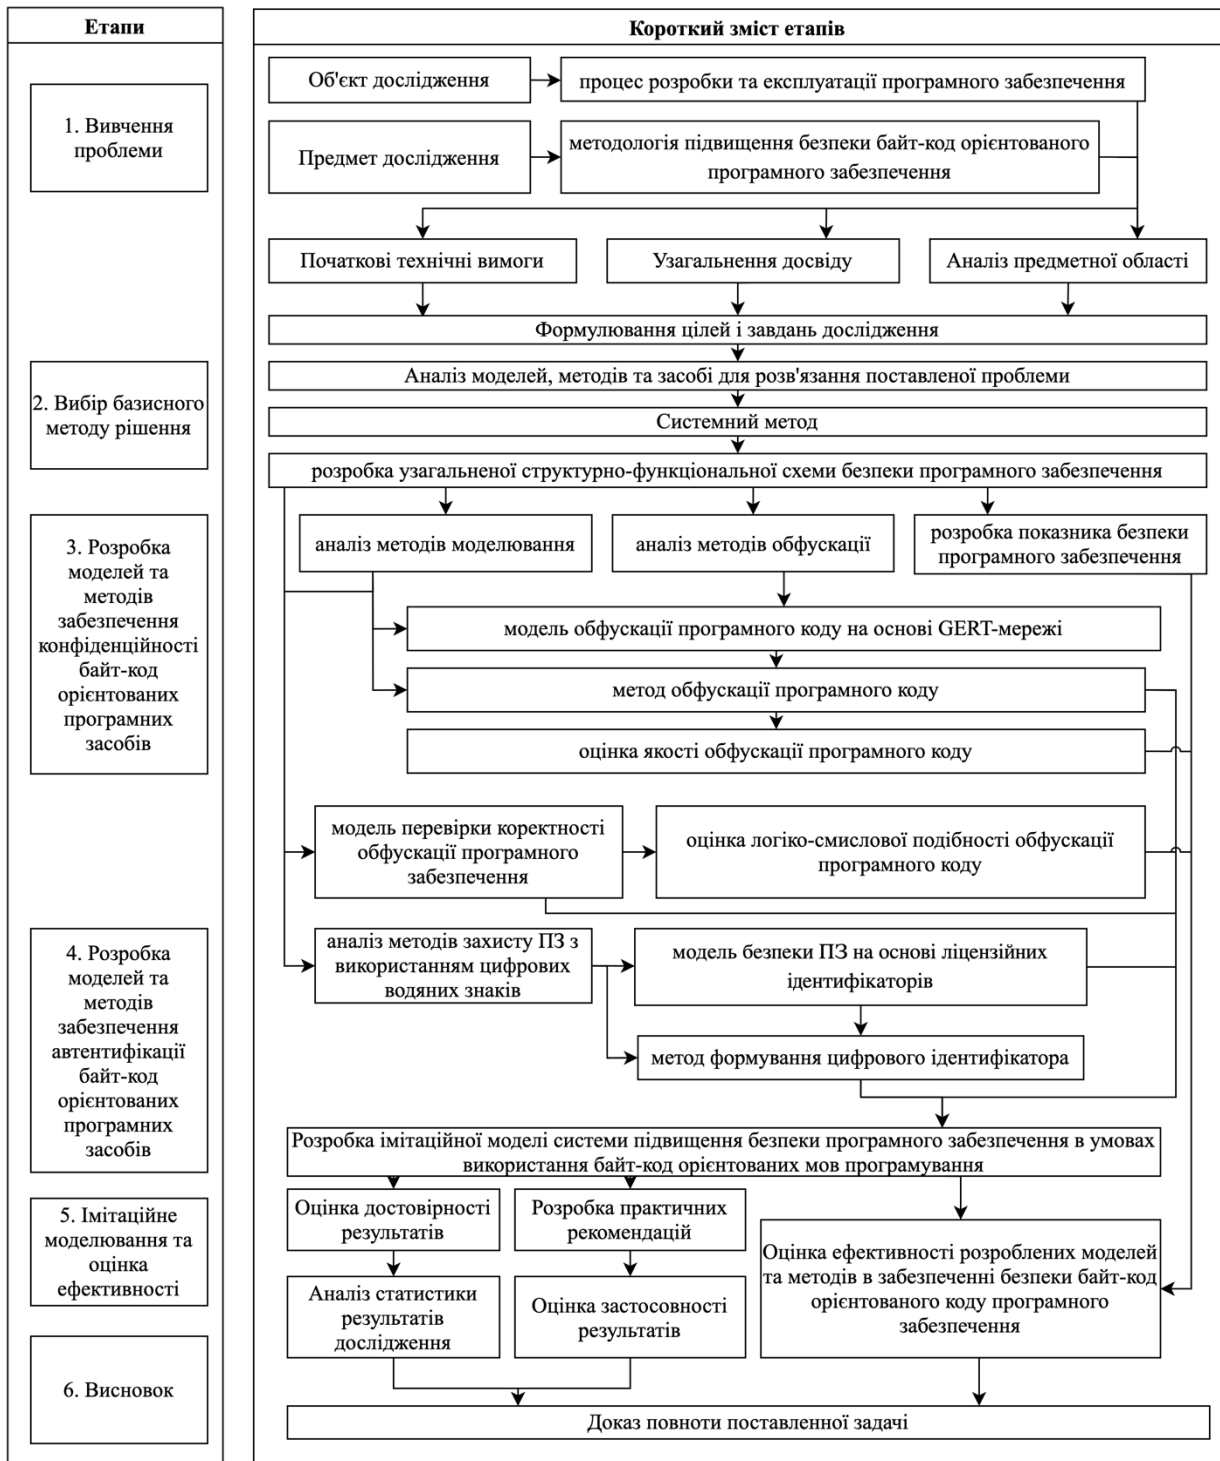 Етапи
Короткий зміст етапів
1. Вивчення
проблеми
Об'єкт дослідження
процес розробки та експлуатації програмного забезпечення
Предмет дослідження
методологія підвищення безпеки байт-код орієнтованого
програмного забезпечення
Початкові технічні вимоги
Узагальнення досвіду
Аналіз предметної області
Формулювання цілей і завдань дослідження
2. Вибір базисного
методу рішення
Аналіз моделей, методів та засобі для розв'язання поставленої проблеми
Системний метод
розробка узагальненої структурно-функціональної схеми безпеки програмного забезпечення
3. Розробка
моделей та
методів
забезпечення
конфіденційності
байт-код
орієнтованих
програмних
засобів
аналіз методів моделювання
аналіз методів обфускації
розробка показника безпеки
програмного забезпечення
модель обфускації програмного коду на основі GERT-мережі
метод обфускації програмного коду
оцінка якості обфускації програмного коду
модель перевірки коректності
обфускації програмного
забезпечення
оцінка логіко-смислової подібності обфускації
програмного коду
4. Розробка
моделей та
методів
забезпечення
автентифікації
байт-код
орієнтованих
програмних
засобів
аналіз методів захисту ПЗ з
використанням цифрових
водяних знаків
модель безпеки ПЗ на основі ліцензійних
ідентифікаторів
метод формування цифрового ідентифікатора
Розробка імітаційної моделі системи підвищення безпеки програмного забезпечення в умовах
використання байт-код орієнтованих мов програмування
5. Імітаційне
моделювання та
оцінка
ефективності
Оцінка достовірності
результатів
Розробка практичних
рекомендацій
Оцінка ефективності розроблених моделей
та методів в забезпеченні безпеки байт-код
орієнтованого коду програмного
забезпечення
Аналіз статистики
результатів
дослідження
Оцінка застосовності
результатів
6. Висновок
Доказ повноти поставленної задачі